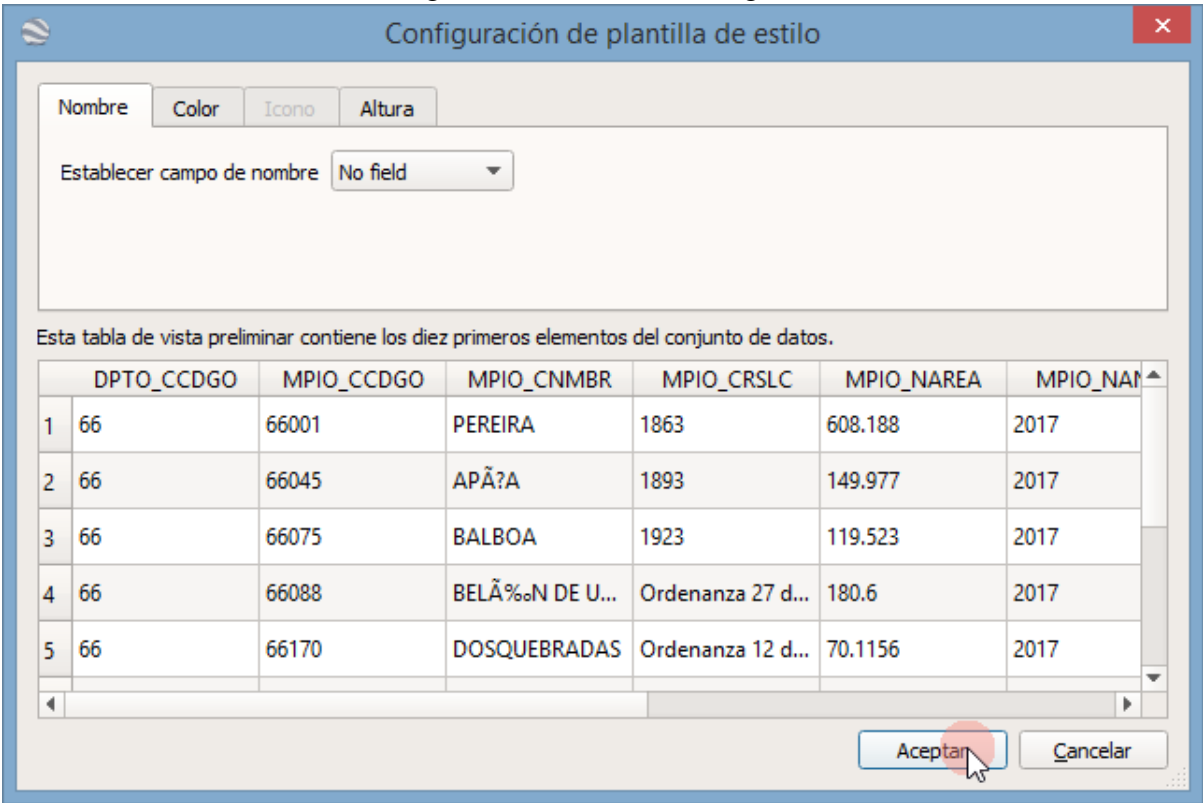 Configuración de plantilla de estilo
Nombre Color Icono Altura
Establecer campo de nombre No field
Esta tabla de vista preliminar contiene los diez primeros elementos del conjunto de datos.
DPTO_CCDGO MPIO_CCDGO MPIO_CNMBR MPIO_CRSLC MPIO_NAREA
1 66 66001 PEREIRA 1863 608.188 2017
2 66 66045 APÃ?A 1893 149.977 2017
3 66 66075 BALBOA 1923 119.523 2017
4 66 66088 BELÃ‰N DE U... Ordenanza 27 d... 180.6 2017
5 66 66170 DOSQUEBRADAS Ordenanza 12 d... 70.1156 2017
Aceptar Cancelar